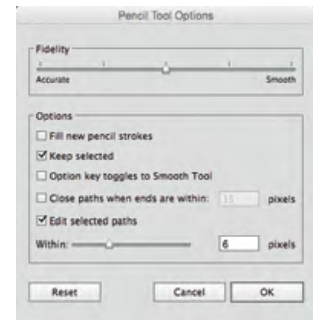 Pencil Tool Options
Fidelity
Accurate Smooth
Options
Fill new pencil strokes
Keep selected
Option key toggles to Smooth Tool
Close paths when ends are within: 15 pixels
Edit selected paths
Within: 6 pixels
Reset Cancel OK